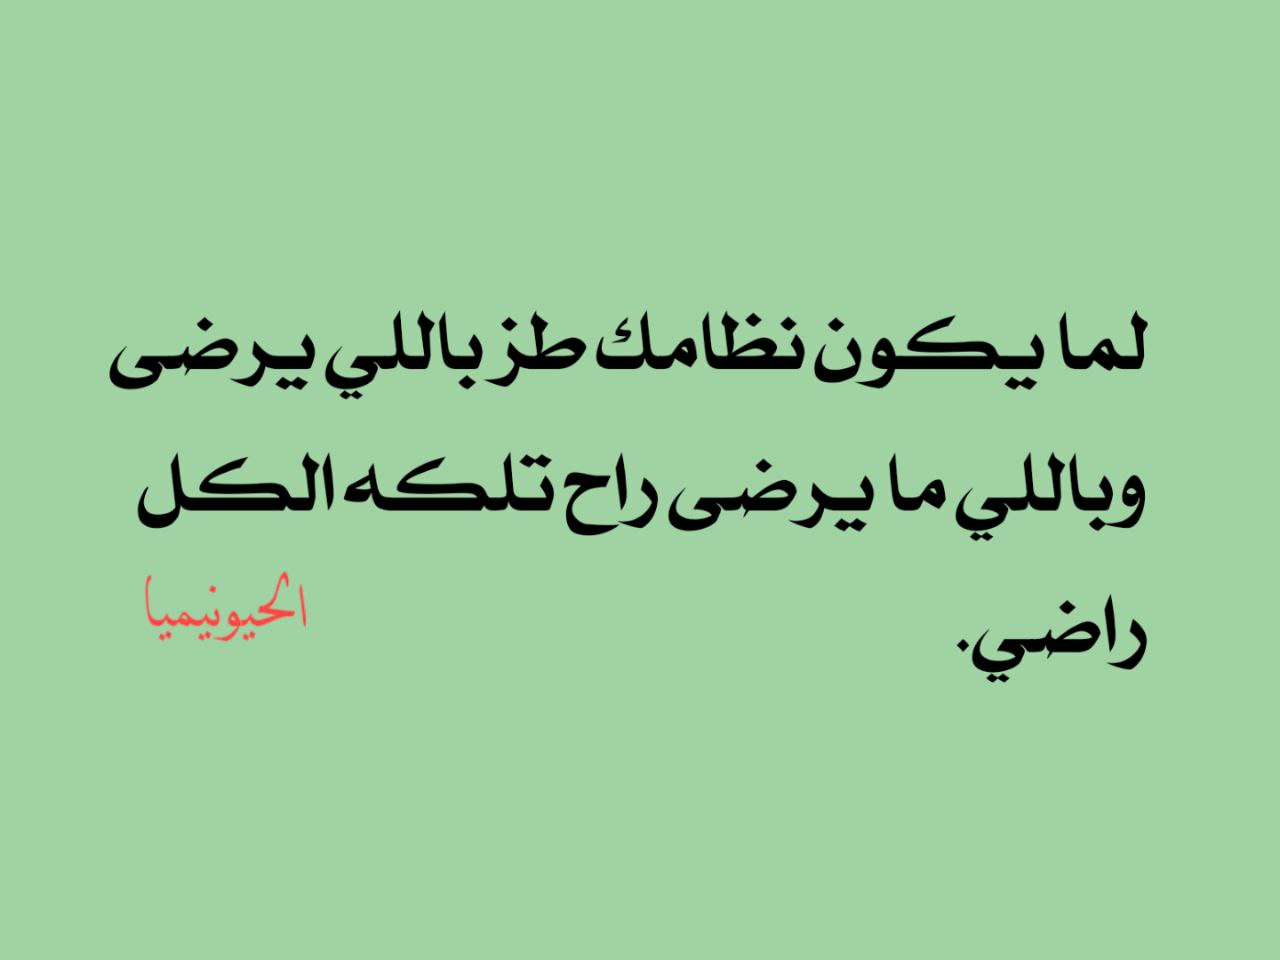 لما يكون نظامك طز باللي يرضى
وباللي ما يرضى راح تلكه الكل
راضي.
الحيونيميا